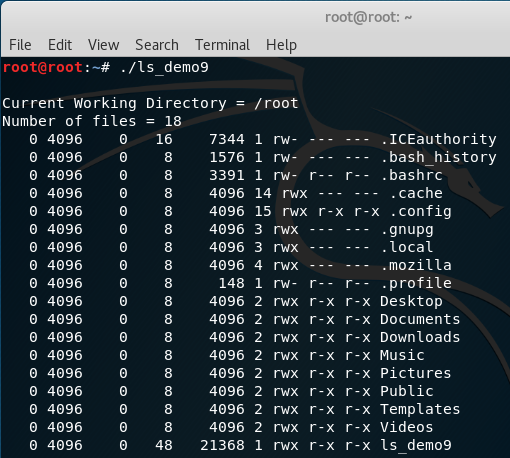 root@root: ~
File Edit View Search Terminal Help
root@root:~# ./ls_demo9
Current Working Directory = /root
Number of files = 18
0 4096 0 16 7344 1 rw- --- --- .ICEauthority
0 4096 0 8 1576 1 rw- --- --- .bash_history
0 4096 0 8 3391 1 rw- r-- r-- .bashrc
0 4096 0 8 4096 14 rwx --- --- .cache
0 4096 0 8 4096 15 rwx r-x r-x .config
0 4096 0 8 4096 3 rwx --- --- .gnupg
0 4096 0 8 4096 3 rwx --- --- .local
0 4096 0 8 4096 4 rwx --- --- .mozilla
0 4096 0 8 148 1 rw- r-- r-- .profile
0 4096 0 8 4096 2 rwx r-x r-x Desktop
0 4096 0 8 4096 2 rwx r-x r-x Documents
0 4096 0 8 4096 2 rwx r-x r-x Downloads
0 4096 0 8 4096 2 rwx r-x r-x Music
0 4096 0 8 4096 2 rwx r-x r-x Pictures
0 4096 0 8 4096 2 rwx r-x r-x Public
0 4096 0 8 4096 2 rwx r-x r-x Templates
0 4096 0 8 4096 2 rwx r-x r-x Videos
0 4096 0 48 21368 1 rwx r-x r-x ls_demo9